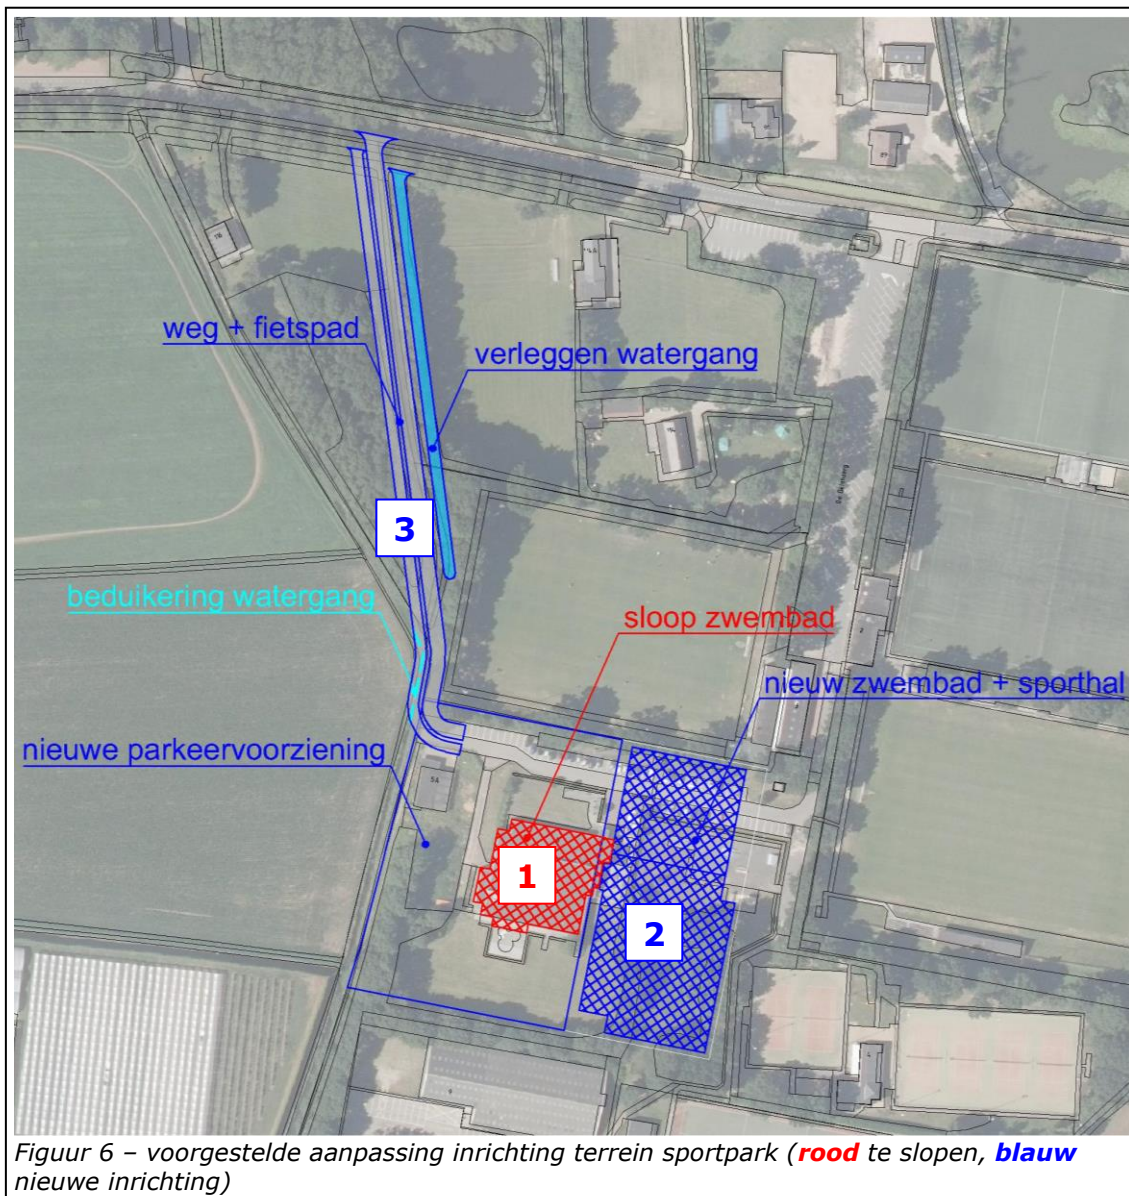 weg + fietspad
verleggen watergang
3
beduikering watergang
sloop zwembad
nieuw zwembad + sporthal
nieuwe parkeervoorziening
5A
1
2
Figuur 6 – voorgestelde aanpassing inrichting terrein sportpark (rood te slopen, blauw
nieuwe inrichting)